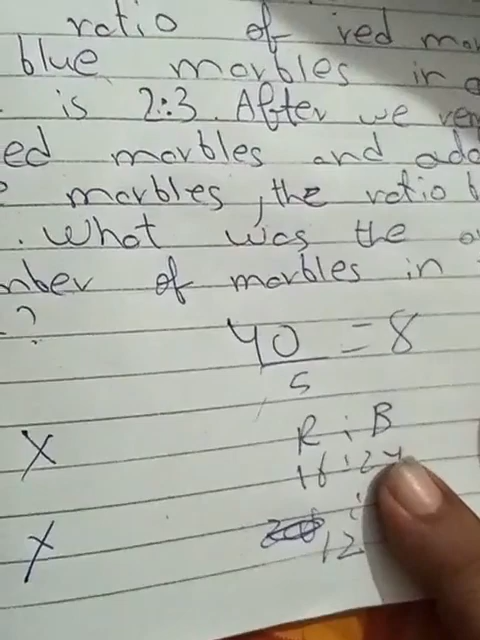 ratio of red
blue marbles in
is 2:3. After we
ed marbles and
marbles, the ratio
. What was the
mber of marbles in
?
40 = 8
5
X R : B
16 : 24
:
X 12